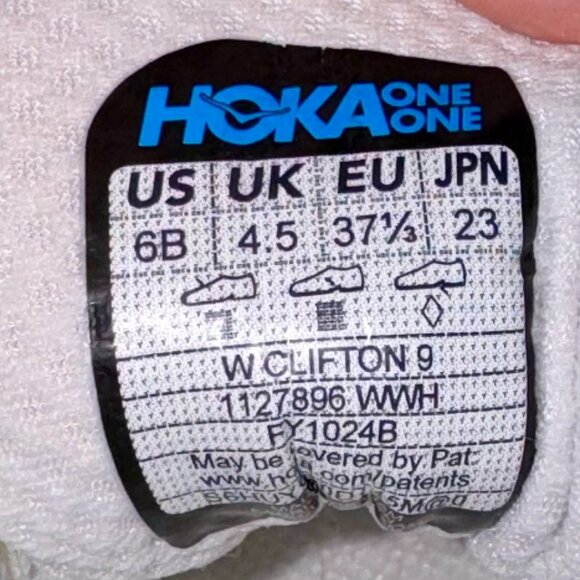 HOKA ONE ONE
US UK EU JPN
6B 4.5 37⅓ 23
W CLIFTON 9
1127896 WWH
FY1024B
May be covered by Pat.